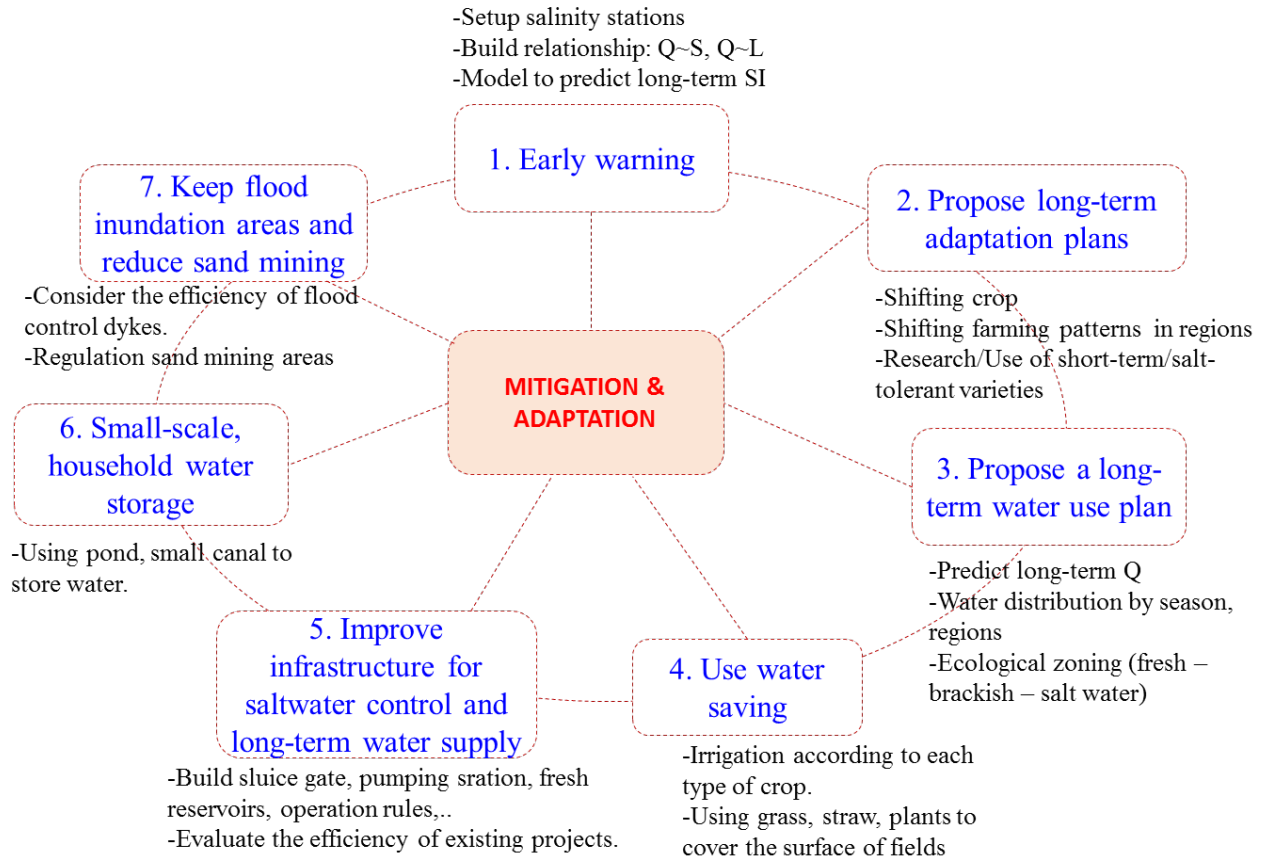 -Setup salinity stations
-Build relationship: Q~S, Q~L
-Model to predict long-term SI
1. Early warning
2. Propose long-term
adaptation plans
-Shifting crop
-Shifting farming patterns in regions
-Research/Use of short-term/salt-
tolerant varieties
3. Propose a long-
term water use plan
-Predict long-term Q
-Water distribution by season,
regions
-Ecological zoning (fresh –
brackish – salt water)
4. Use water
saving
-Irrigation according to each
type of crop.
-Using grass, straw, plants to
cover the surface of fields
5. Improve
infrastructure for
saltwater control and
long-term water supply
-Build sluice gate, pumping sration, fresh
reservoirs, operation rules,..
-Evaluate the efficiency of existing projects.
6. Small-scale,
household water
storage
-Using pond, small canal to
store water.
7. Keep flood
inundation areas and
reduce sand mining
-Consider the efficiency of flood
control dykes.
-Regulation sand mining areas
MITIGATION &
ADAPTATION